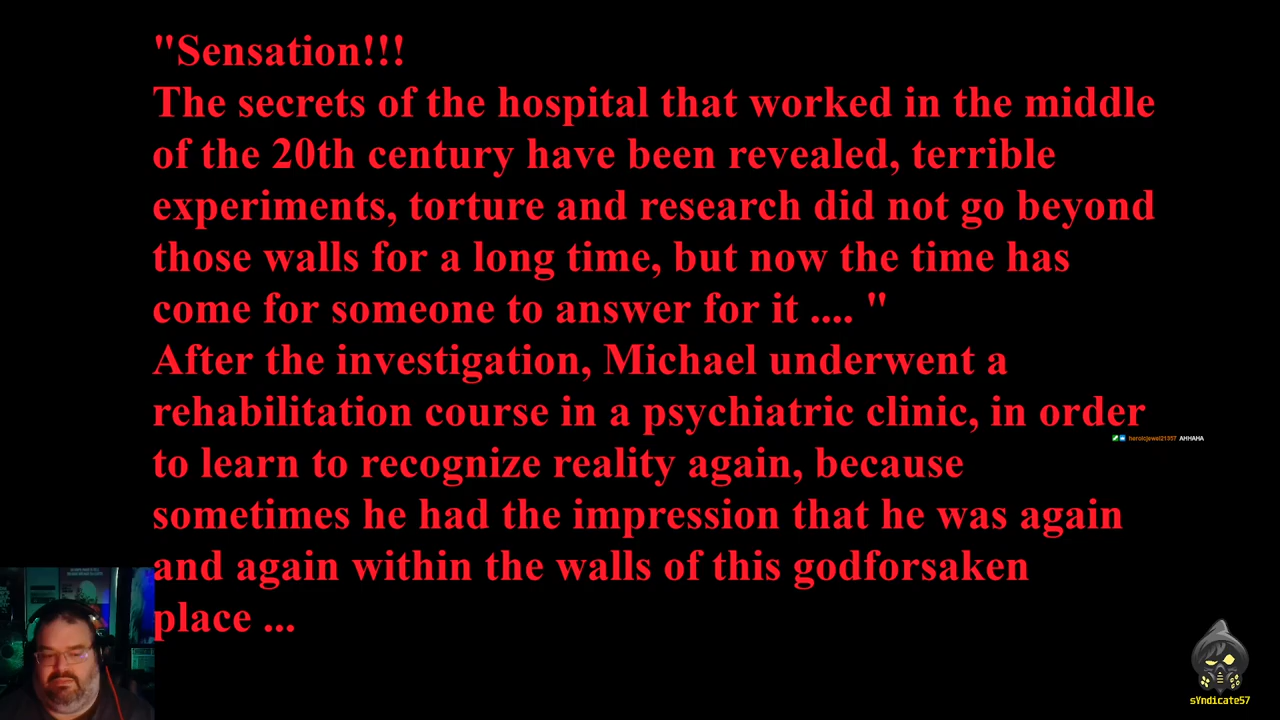 "Sensation!!!
The secrets of the hospital that worked in the middle
of the 20th century have been revealed, terrible
experiments, torture and research did not go beyond
those walls for a long time, but now the time has
come for someone to answer for it .... "
After the investigation, Michael underwent a
rehabilitation course in a psychiatric clinic, in order
to learn to recognize reality again, because
sometimes he had the impression that he was again
and again within the walls of this godforsaken
place ...
heroicjewel21357 AHHAHA
sYndicate57